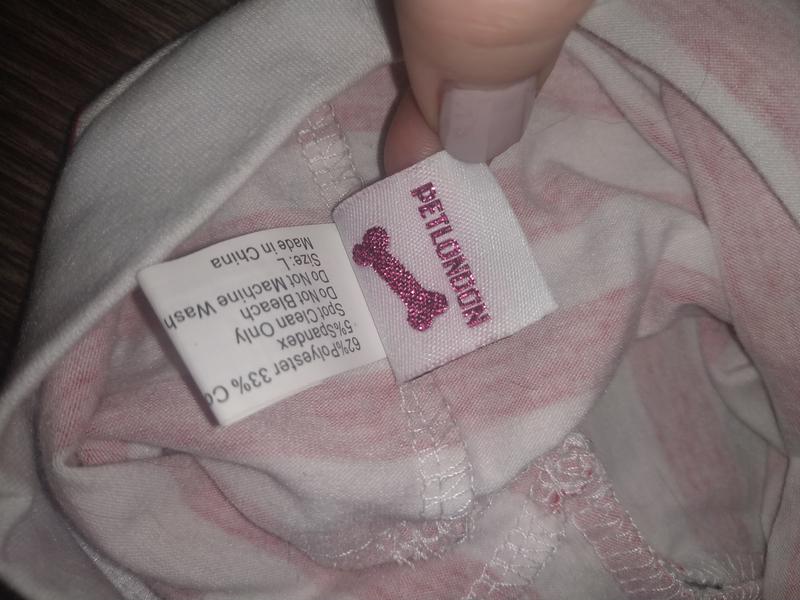 PETLONDON
62%Polyester 33% Co
5%Spandex
Spot Clean Only
Do Not Bleach
Do Not Machine Wash
Size: L
Made in China